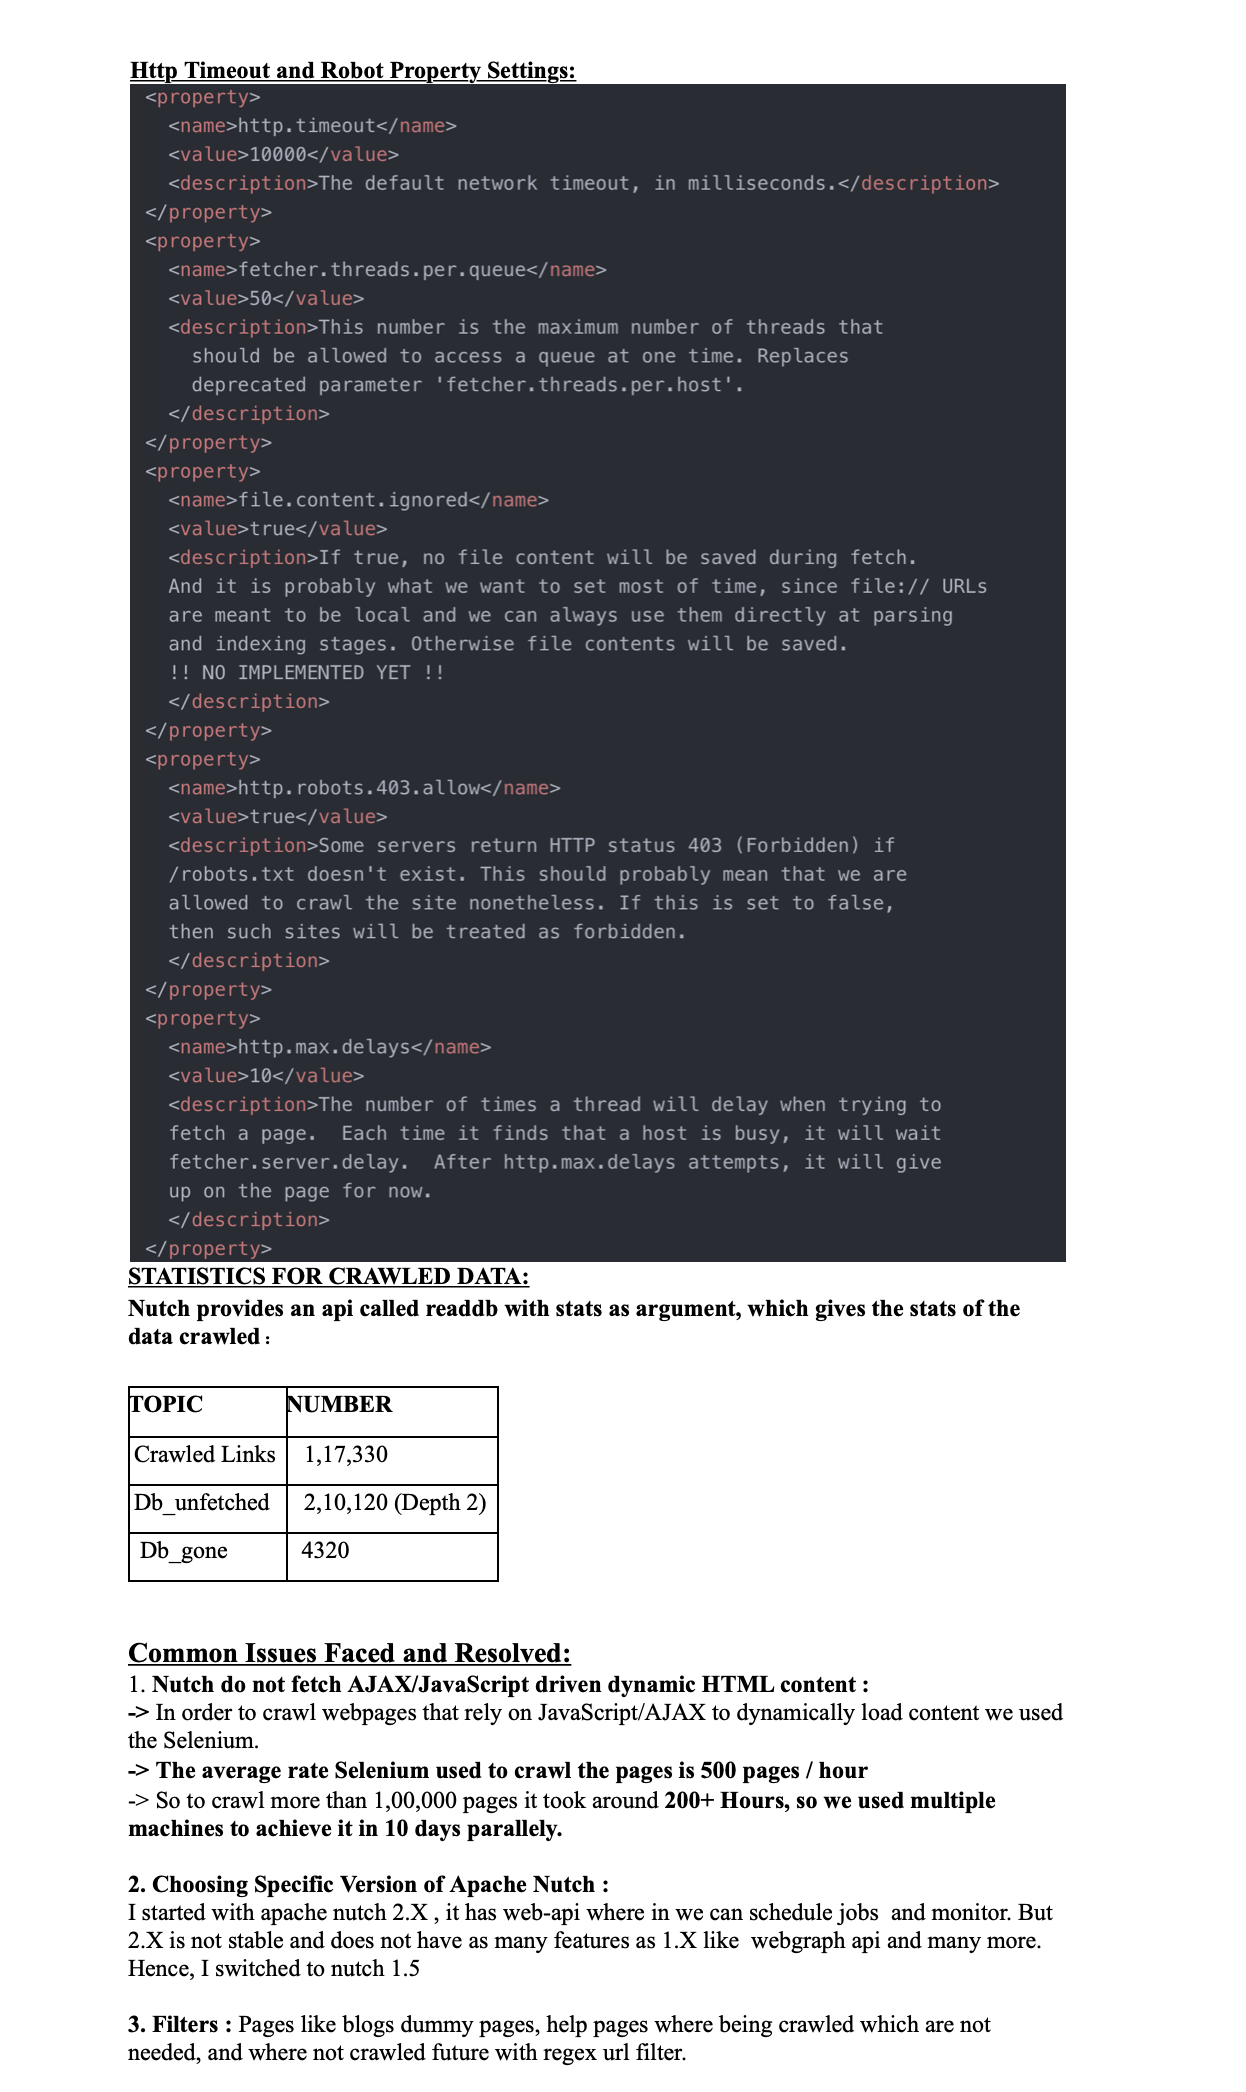 Http Timeout and Robot Property Settings:
<property>
<name>http.timeout</name>
<value>10000</value>
<description>The default network timeout, in milliseconds.</description>
</property>
<property>
<name>fetcher.threads.per.queue</name>
<value>50</value>
<description>This number is the maximum number of threads that
should be allowed to access a queue at one time. Replaces
deprecated parameter 'fetcher.threads.per.host'.
</description>
</property>
<property>
<name>file.content.ignored</name>
<value>true</value>
<description>If true, no file content will be saved during fetch.
And it is probably what we want to set most of time, since file:// URLs
are meant to be local and we can always use them directly at parsing
and indexing stages. Otherwise file contents will be saved.
!! NO IMPLEMENTED YET !!
</description>
</property>
<property>
<name>http.robots.403.allow</name>
<value>true</value>
<description>Some servers return HTTP status 403 (Forbidden) if
/robots.txt doesn't exist. This should probably mean that we are
allowed to crawl the site nonetheless. If this is set to false,
then such sites will be treated as forbidden.
</description>
</property>
<property>
<name>http.max.delays</name>
<value>10</value>
<description>The number of times a thread will delay when trying to
fetch a page.  Each time it finds that a host is busy, it will wait
fetcher.server.delay.  After http.max.delays attempts, it will give
up on the page for now.
</description>
</property>
STATISTICS FOR CRAWLED DATA:
Nutch provides an api called readdb with stats as argument, which gives the stats of the
data crawled :
TOPIC NUMBER
Crawled Links 1,17,330
Db_unfetched 2,10,120 (Depth 2)
Db_gone 4320
Common Issues Faced and Resolved:
1. Nutch do not fetch AJAX/JavaScript driven dynamic HTML content :
-> In order to crawl webpages that rely on JavaScript/AJAX to dynamically load content we used
the Selenium.
-> The average rate Selenium used to crawl the pages is 500 pages / hour
-> So to crawl more than 1,00,000 pages it took around 200+ Hours, so we used multiple
machines to achieve it in 10 days parallely.
2. Choosing Specific Version of Apache Nutch :
I started with apache nutch 2.X , it has web-api where in we can schedule jobs  and monitor. But
2.X is not stable and does not have as many features as 1.X like  webgraph api and many more.
Hence, I switched to nutch 1.5
3. Filters : Pages like blogs dummy pages, help pages where being crawled which are not
needed, and where not crawled future with regex url filter.